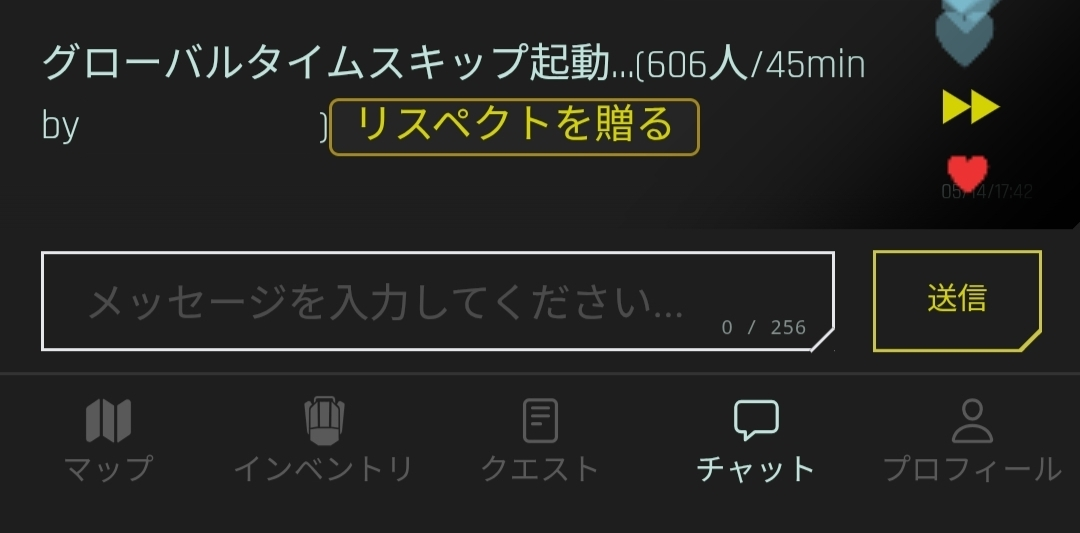 グローバルタイムスキップ起動...(606人/45min
by )リスペクトを贈る
05/14/17:42
メッセージを入力してください...
0 / 256
送信
マップ インベントリ クエスト チャット プロフィール